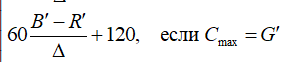 60 (B′ − R′)/Δ + 120, если C_max = G′